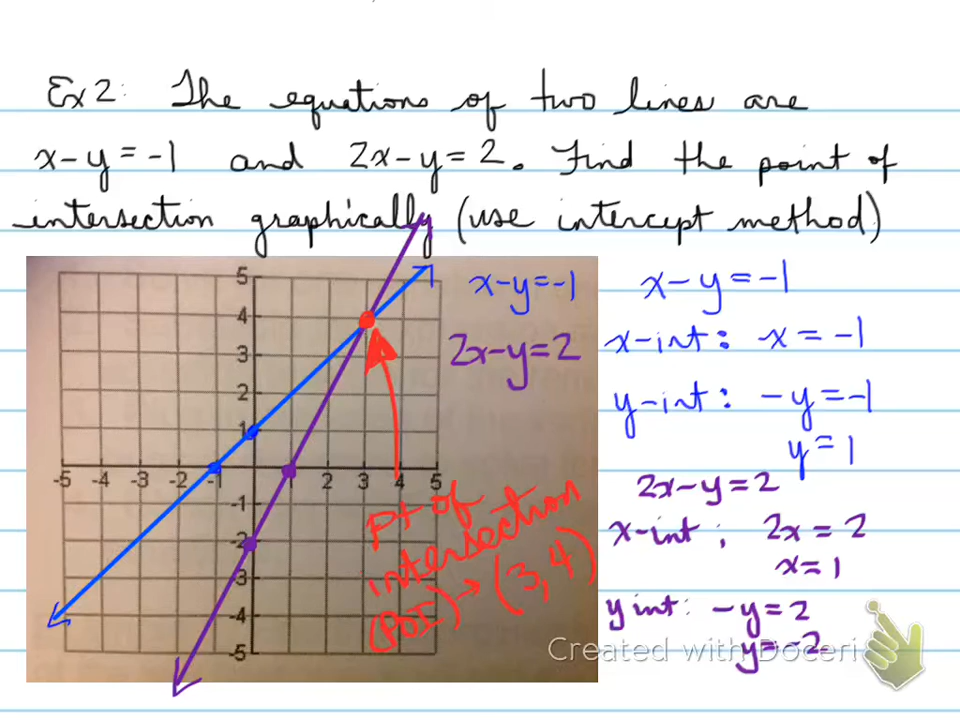 Ex 2: The equations of two lines are
x-y = -1 and 2x-y = 2. Find the point of
intersection graphically (use intercept method)
5
4
3
2
1
-5 -4 -3 -2 -1 2 3 4 5
-1
-2
-3
-4
-5
x-y=-1
2x-y=2
Pt of
intersection
(POI) → (3,4)
x-y = -1
x-int: x = -1
y-int: -y = -1
y = 1
2x-y = 2
x-int: 2x = 2
x = 1
y int: -y = 2
y = -2
Created with Doceri